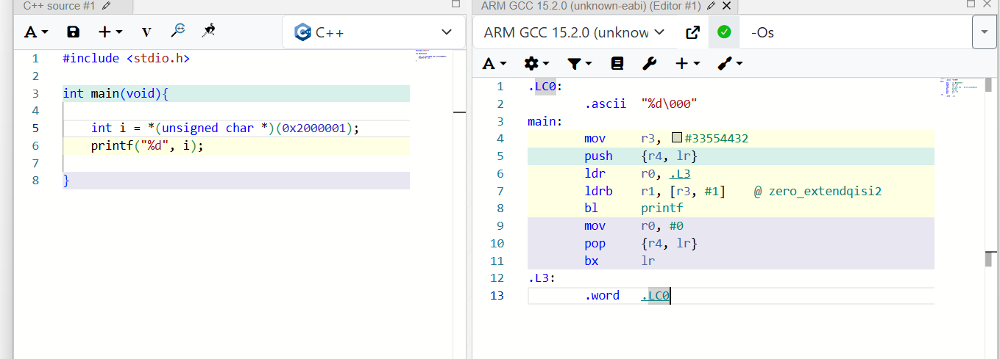 C++ source #1
A V C++
1 #include <stdio.h>
2
3 int main(void){
4
5 int i = *(unsigned char *)(0x2000001);
6 printf("%d", i);
7
8 }
ARM GCC 15.2.0 (unknown-eabi) (Editor #1)
ARM GCC 15.2.0 (unknow -Os
A
1 .LC0:
2 .ascii "%d\000"
3 main:
4 mov r3, #33554432
5 push {r4, lr}
6 ldr r0, .L3
7 ldrb r1, [r3, #1] @ zero_extendqisi2
8 bl printf
9 mov r0, #0
10 pop {r4, lr}
11 bx lr
12 .L3:
13 .word .LC0